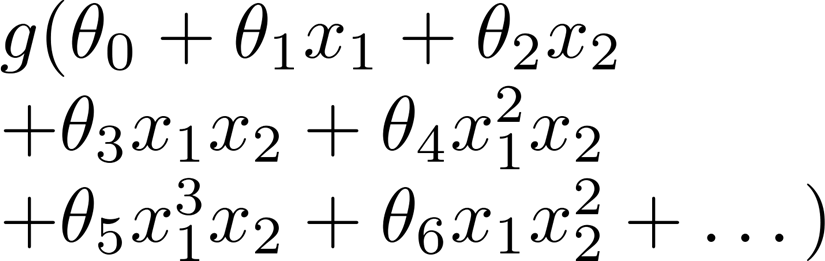 g(θ₀ + θ₁x₁ + θ₂x₂
+θ₃x₁x₂ + θ₄x₁²x₂
+θ₅x₁³x₂ + θ₆x₁x₂² + … )